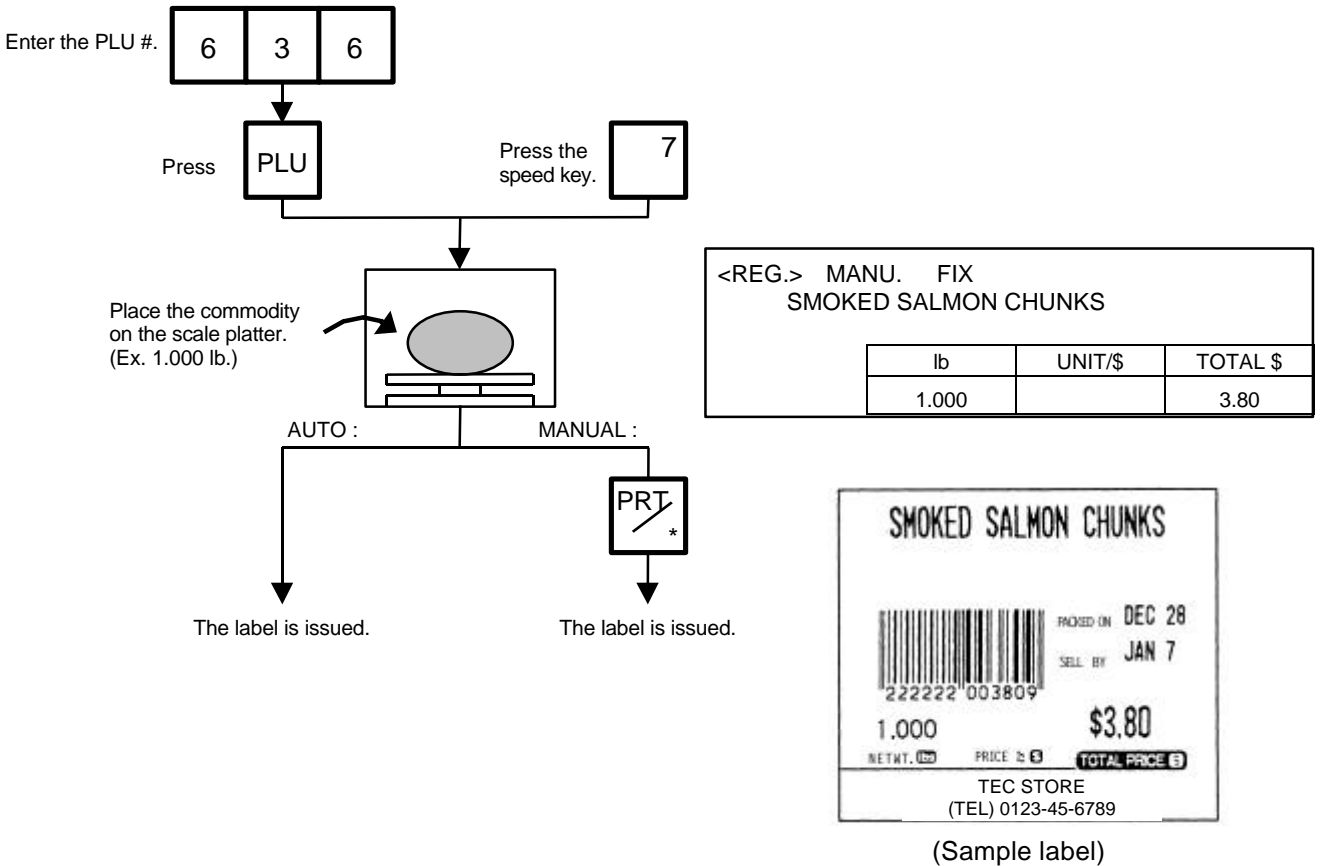 Enter the PLU #.
6 3 6
Press
PLU
Press the
speed key.
7
Place the commodity
on the scale platter.
(Ex. 1.000 lb.)
AUTO :
MANUAL :
PRT
*
The label is issued.
The label is issued.
<REG.> MANU. FIX
SMOKED SALMON CHUNKS
lb UNIT/$ TOTAL $
1.000 3.80
SMOKED SALMON CHUNKS
PACKED ON DEC 28
SELL BY JAN 7
222222 003809
1.000 $3.80
NETWT. lbs PRICE lb $ TOTAL PRICE $
TEC STORE
(TEL) 0123-45-6789
(Sample label)